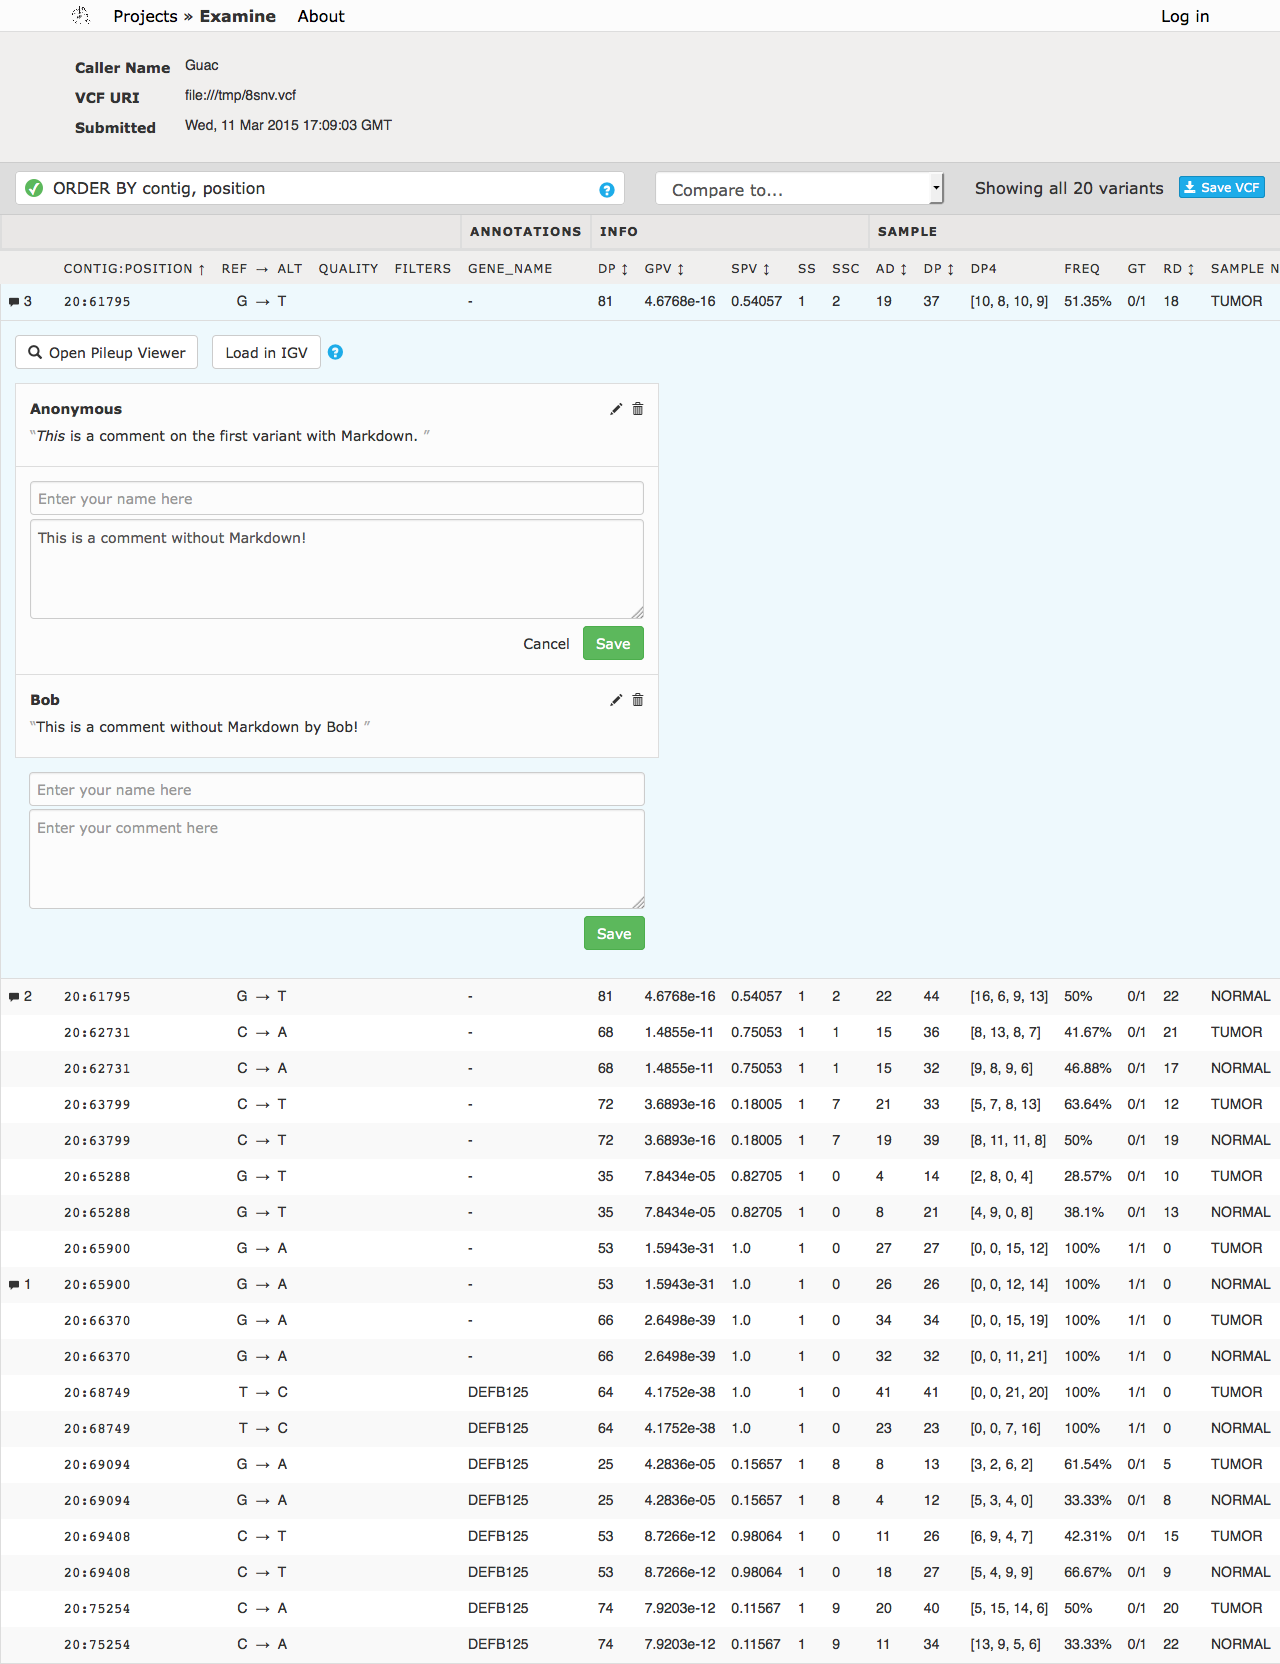 Projects » Examine About Log in
Caller Name Guac
VCF URI file:///tmp/8snv.vcf
Submitted Wed, 11 Mar 2015 17:09:03 GMT
ORDER BY contig, position ? Compare to... Showing all 20 variants Save VCF
ANNOTATIONS INFO SAMPLE
CONTIG:POSITION ↑ REF → ALT QUALITY FILTERS GENE_NAME DP ↕ GPV ↕ SPV ↕ SS SSC AD ↕ DP ↕ DP4 FREQ GT RD ↕ SAMPLE N
3 20:61795 G → T - 81 4.6768e-16 0.54057 1 2 19 37 [10, 8, 10, 9] 51.35% 0/1 18 TUMOR
Open Pileup Viewer Load in IGV ?
Anonymous
“This is a comment on the first variant with Markdown. ”
Enter your name here
This is a comment without Markdown!
Cancel Save
Bob
“This is a comment without Markdown by Bob! ”
Enter your name here
Enter your comment here
Save
2 20:61795 G → T - 81 4.6768e-16 0.54057 1 2 22 44 [16, 6, 9, 13] 50% 0/1 22 NORMAL
20:62731 C → A - 68 1.4855e-11 0.75053 1 1 15 36 [8, 13, 8, 7] 41.67% 0/1 21 TUMOR
20:62731 C → A - 68 1.4855e-11 0.75053 1 1 15 32 [9, 8, 9, 6] 46.88% 0/1 17 NORMAL
20:63799 C → T - 72 3.6893e-16 0.18005 1 7 21 33 [5, 7, 8, 13] 63.64% 0/1 12 TUMOR
20:63799 C → T - 72 3.6893e-16 0.18005 1 7 19 39 [8, 11, 11, 8] 50% 0/1 19 NORMAL
20:65288 G → T - 35 7.8434e-05 0.82705 1 0 4 14 [2, 8, 0, 4] 28.57% 0/1 10 TUMOR
20:65288 G → T - 35 7.8434e-05 0.82705 1 0 8 21 [4, 9, 0, 8] 38.1% 0/1 13 NORMAL
20:65900 G → A - 53 1.5943e-31 1.0 1 0 27 27 [0, 0, 15, 12] 100% 1/1 0 TUMOR
1 20:65900 G → A - 53 1.5943e-31 1.0 1 0 26 26 [0, 0, 12, 14] 100% 1/1 0 NORMAL
20:66370 G → A - 66 2.6498e-39 1.0 1 0 34 34 [0, 0, 15, 19] 100% 1/1 0 TUMOR
20:66370 G → A - 66 2.6498e-39 1.0 1 0 32 32 [0, 0, 11, 21] 100% 1/1 0 NORMAL
20:68749 T → C DEFB125 64 4.1752e-38 1.0 1 0 41 41 [0, 0, 21, 20] 100% 1/1 0 TUMOR
20:68749 T → C DEFB125 64 4.1752e-38 1.0 1 0 23 23 [0, 0, 7, 16] 100% 1/1 0 NORMAL
20:69094 G → A DEFB125 25 4.2836e-05 0.15657 1 8 8 13 [3, 2, 6, 2] 61.54% 0/1 5 TUMOR
20:69094 G → A DEFB125 25 4.2836e-05 0.15657 1 8 4 12 [5, 3, 4, 0] 33.33% 0/1 8 NORMAL
20:69408 C → T DEFB125 53 8.7266e-12 0.98064 1 0 11 26 [6, 9, 4, 7] 42.31% 0/1 15 TUMOR
20:69408 C → T DEFB125 53 8.7266e-12 0.98064 1 0 18 27 [5, 4, 9, 9] 66.67% 0/1 9 NORMAL
20:75254 C → A DEFB125 74 7.9203e-12 0.11567 1 9 20 40 [5, 15, 14, 6] 50% 0/1 20 TUMOR
20:75254 C → A DEFB125 74 7.9203e-12 0.11567 1 9 11 34 [13, 9, 5, 6] 33.33% 0/1 22 NORMAL